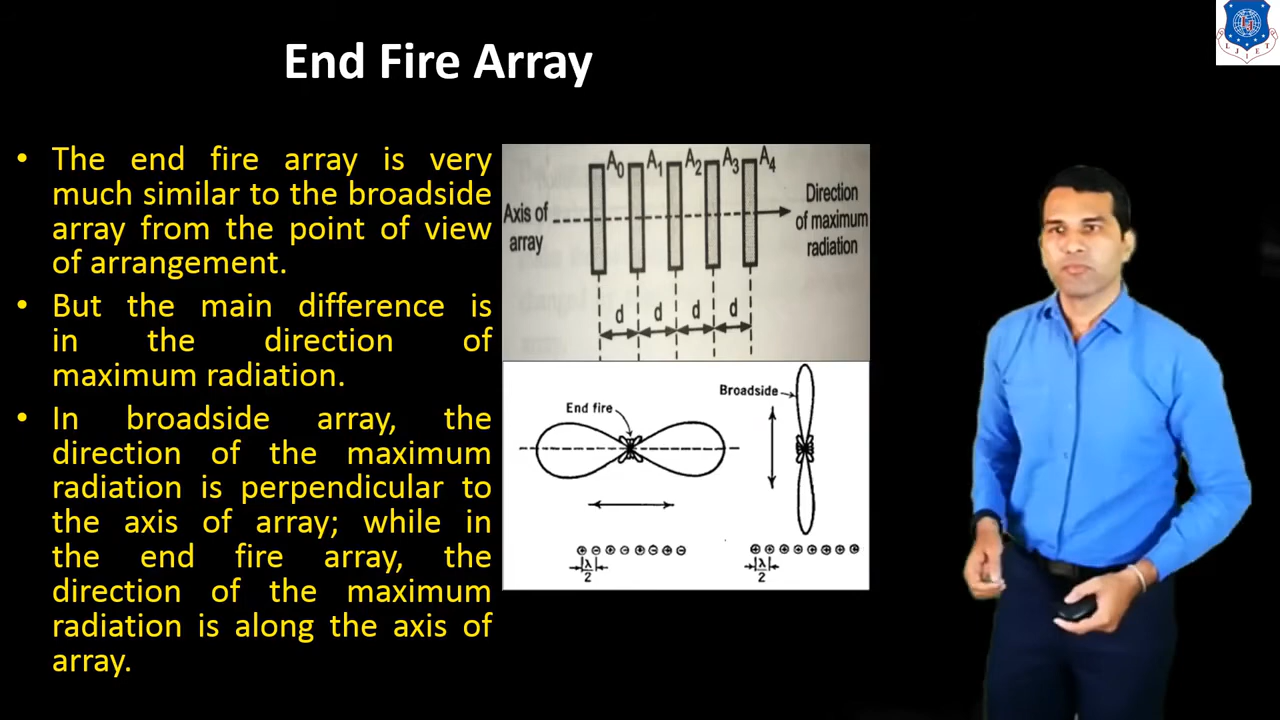 End Fire Array
• The end fire array is very
much similar to the broadside
array from the point of view
of arrangement.
• But the main difference is
in the direction of
maximum radiation.
• In broadside array, the
direction of the maximum
radiation is perpendicular to
the axis of array; while in
the end fire array, the
direction of the maximum
radiation is along the axis of
array.
A₀ A₁ A₂ A₃ A₄
Axis of
array
Direction
of maximum
radiation
d d d d
End fire
Broadside
λ
2
λ
2
LJIET